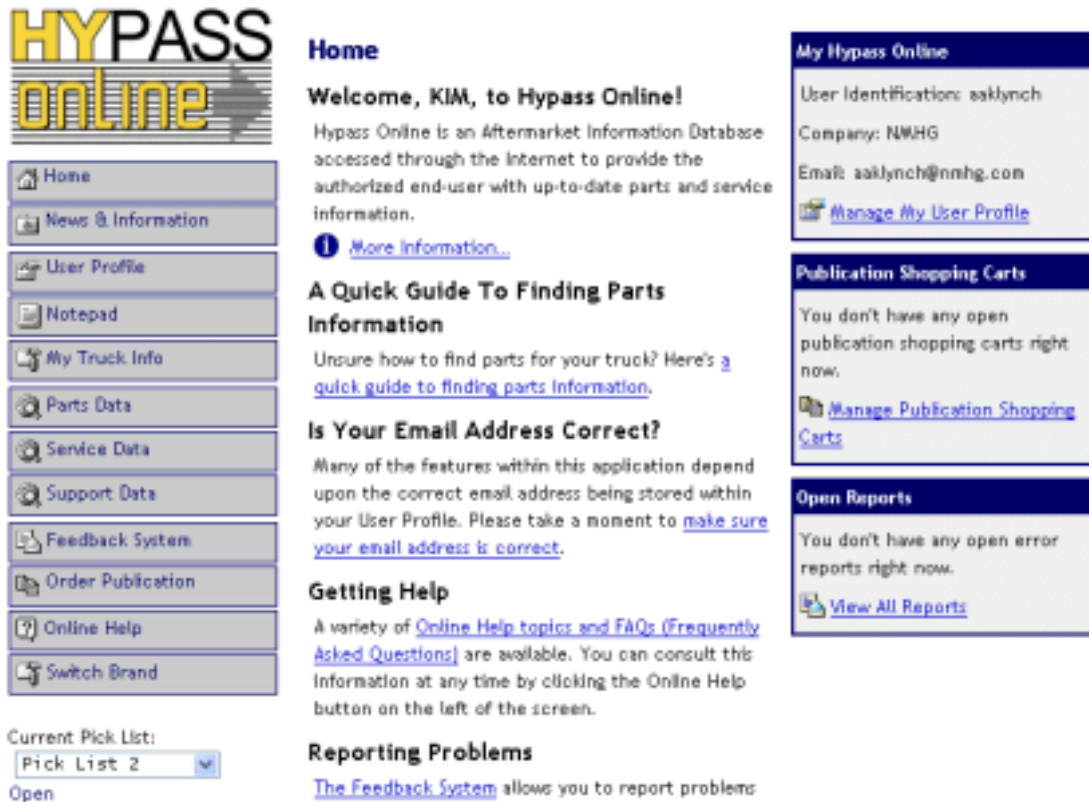 HYPASS
online
Home
News & Information
User Profile
Notepad
My Truck Info
Parts Data
Service Data
Support Data
Feedback System
Order Publication
Online Help
Switch Brand
Current Pick List:
Pick List 2
Open
Home
Welcome, KIM, to Hypass Online!
Hypass Online is an Aftermarket Information Database
accessed through the Internet to provide the
authorized end-user with up-to-date parts and service
information.
More Information...
A Quick Guide To Finding Parts
Information
Unsure how to find parts for your truck? Here's a
quick guide to finding parts information.
Is Your Email Address Correct?
Many of the features within this application depend
upon the correct email address being stored within
your User Profile. Please take a moment to make sure
your email address is correct.
Getting Help
A variety of Online Help topics and FAQs (Frequently
Asked Questions) are available. You can consult this
information at any time by clicking the Online Help
button on the left of the screen.
Reporting Problems
The Feedback System allows you to report problems
My Hypass Online
User Identification: aaklynch
Company: NMHG
Email: aaklynch@nmhg.com
Manage My User Profile
Publication Shopping Carts
You don't have any open
publication shopping carts right
now.
Manage Publication Shopping
Carts
Open Reports
You don't have any open error
reports right now.
View All Reports